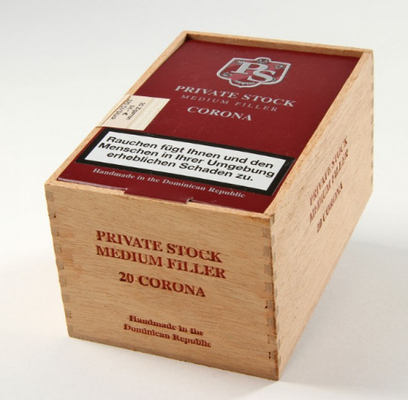 PS
PRIVATE STOCK
MEDIUM FILLER
CORONA
Rauchen fügt Ihnen und den
Menschen in Ihrer Umgebung
erheblichen Schaden zu.
Handmade in the Dominican Republic
PRIVATE STOCK
MEDIUM FILLER
20 CORONA
Handmade in the
Dominican Republic
PRIVATE STOCK
MEDIUM FILLER
20 CORONA